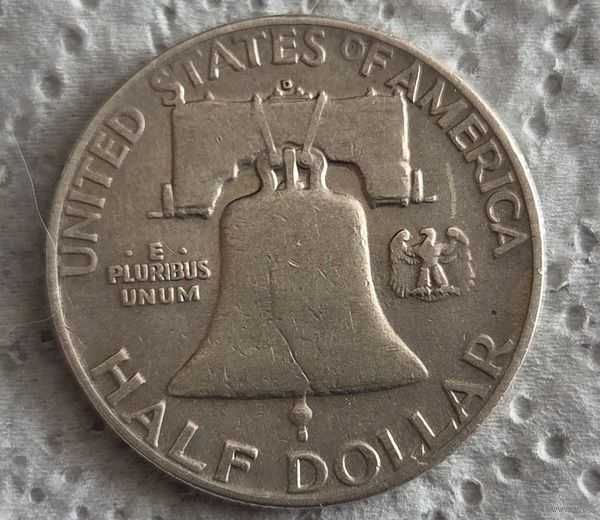 UNITED STATES OF AMERICA
D
· E ·
PLURIBUS
UNUM
HALF DOLLAR